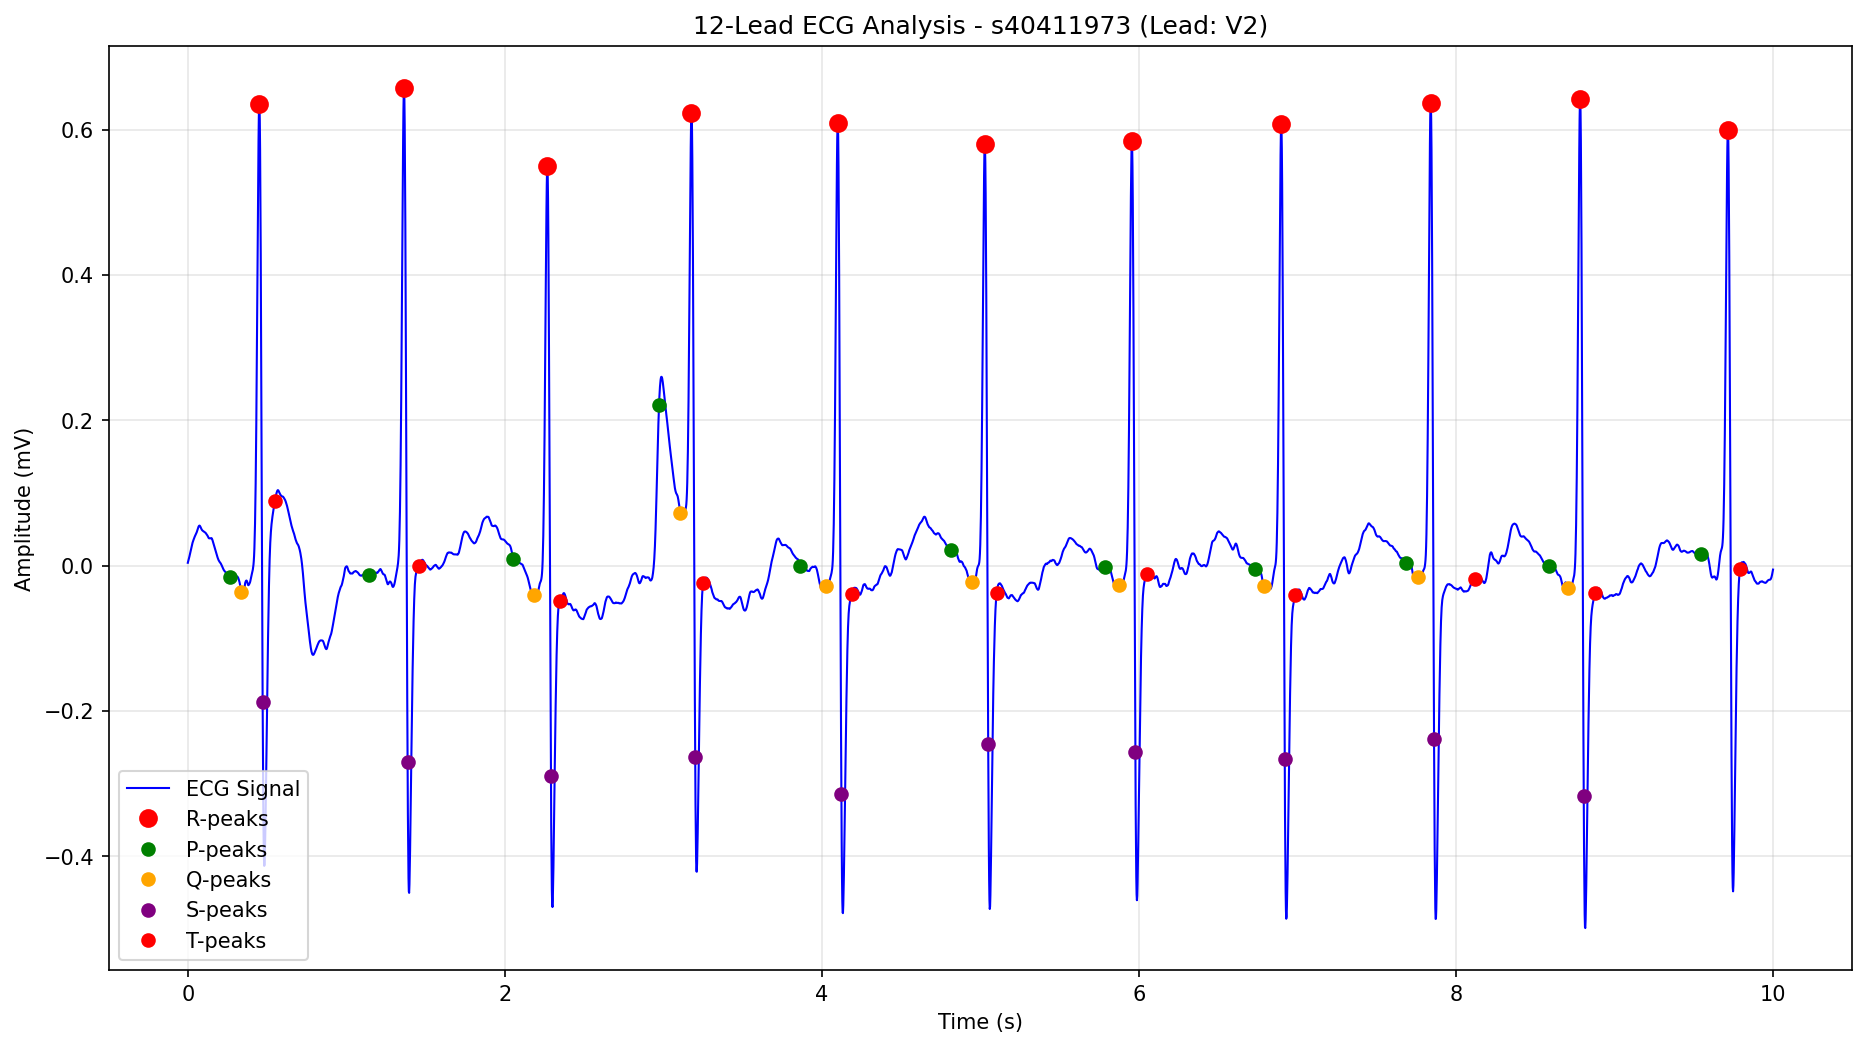 12-Lead ECG Analysis - s40411973 (Lead: V2)
Amplitude (mV)
0.6
0.4
0.2
0.0
−0.2
−0.4
ECG Signal
R-peaks
P-peaks
Q-peaks
S-peaks
T-peaks
0 2 4 6 8 10
Time (s)